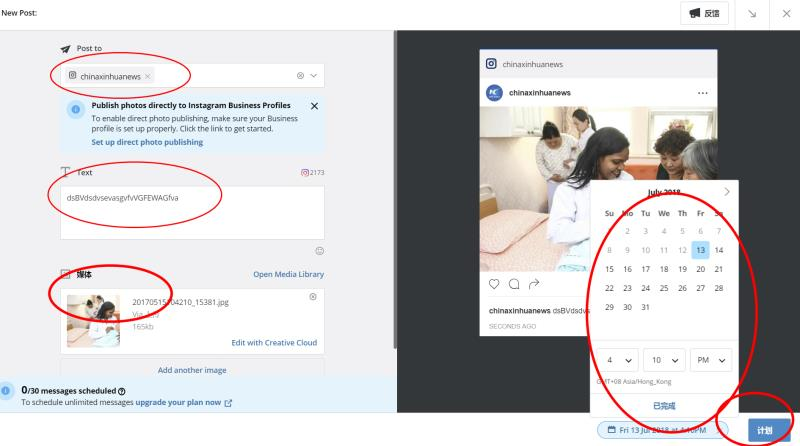 New Post:
反馈
Post to
chinaxinhuanews
Publish photos directly to Instagram Business Profiles
To enable direct photo publishing, make sure your Business
profile is set up properly. Click the link to get started.
Set up direct photo publishing
Text
2173
dsBVdsdvsevasgvfvVGFEWAGfva
媒体
Open Media Library
20170515104210_15381.jpg
165kb
Edit with Creative Cloud
Add another image
0/30 messages scheduled
To schedule unlimited messages upgrade your plan now
chinaxinhuanews
chinaxinhuanews
chinaxinhuanews dsBVdsdvs
SECONDS AGO
July 2018
Su Mo Tu We Th Fr Sa
1 2 3 4 5 6 7
8 9 10 11 12 13 14
15 16 17 18 19 20 21
22 23 24 25 26 27 28
29 30 31
4 10 PM
GMT+08 Asia/Hong_Kong
已完成
Fri 13 Jul 2018 at 4:10PM
计划